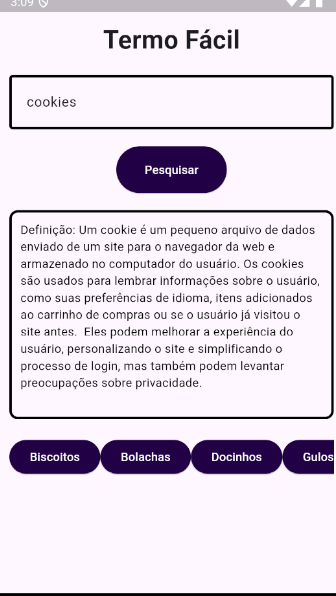 3:09
Termo Fácil
cookies
Pesquisar
Definição: Um cookie é um pequeno arquivo de dados
enviado de um site para o navegador da web e
armazenado no computador do usuário. Os cookies
são usados para lembrar informações sobre o usuário,
como suas preferências de idioma, itens adicionados
ao carrinho de compras ou se o usuário já visitou o
site antes.  Eles podem melhorar a experiência do
usuário, personalizando o site e simplificando o
processo de login, mas também podem levantar
preocupações sobre privacidade.
Biscoitos Bolachas Docinhos Gulos